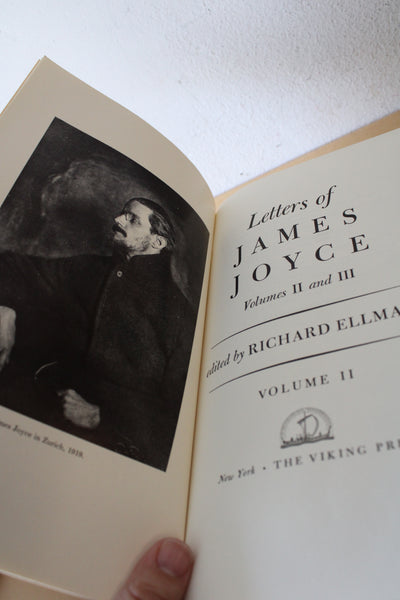 mes Joyce in Zurich, 1919.
Letters of
JAMES
JOYCE
Volumes II and III
edited by RICHARD ELLMA
VOLUME II
New York · THE VIKING PRE